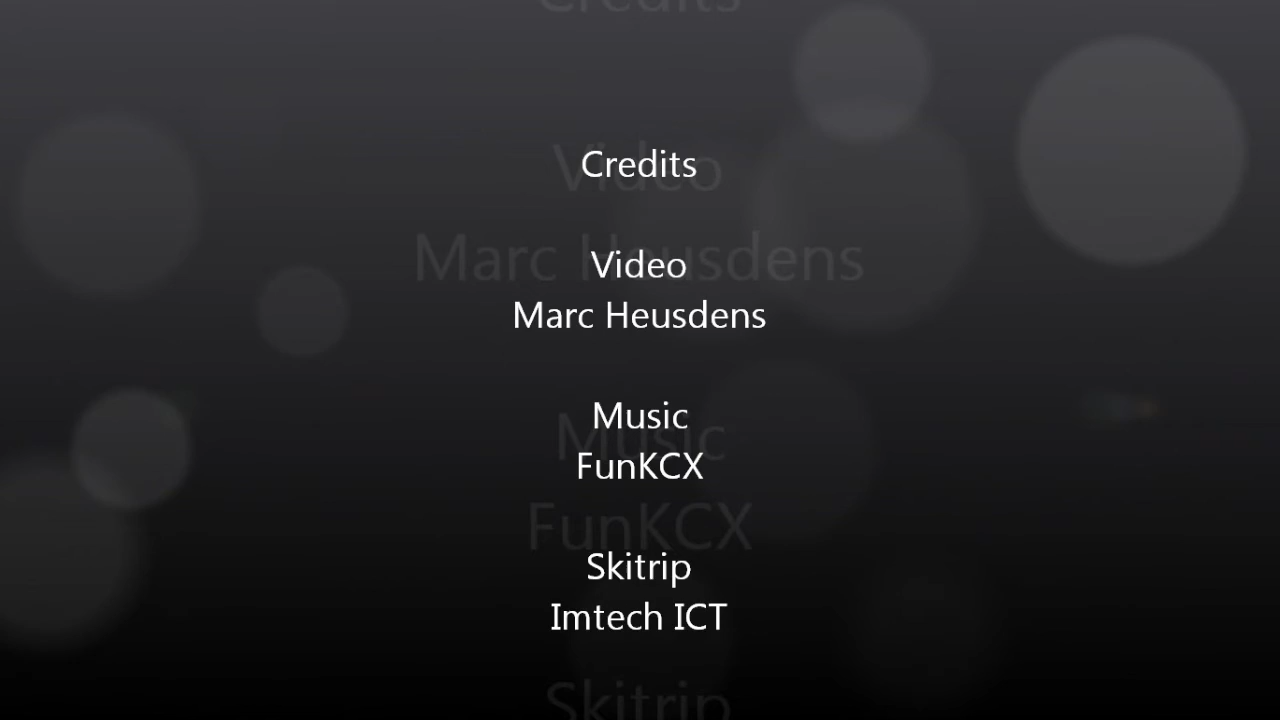 Credits
Video
Marc Heusdens
Music
FunKCX
Skitrip
Imtech ICT